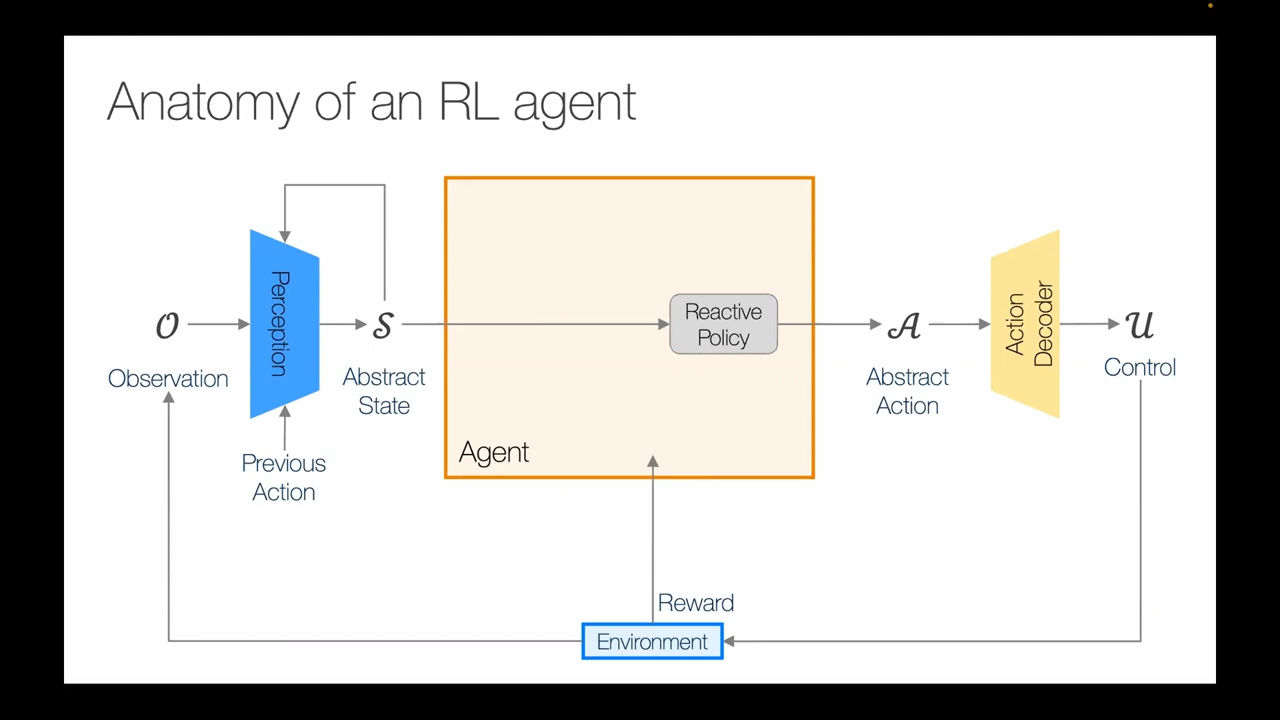 Anatomy of an RL agent
𝒪
Observation
Perception
Previous
Action
𝒮
Abstract
State
Agent
Reactive
Policy
𝒜
Abstract
Action
Action
Decoder
𝒰
Control
Reward
Environment